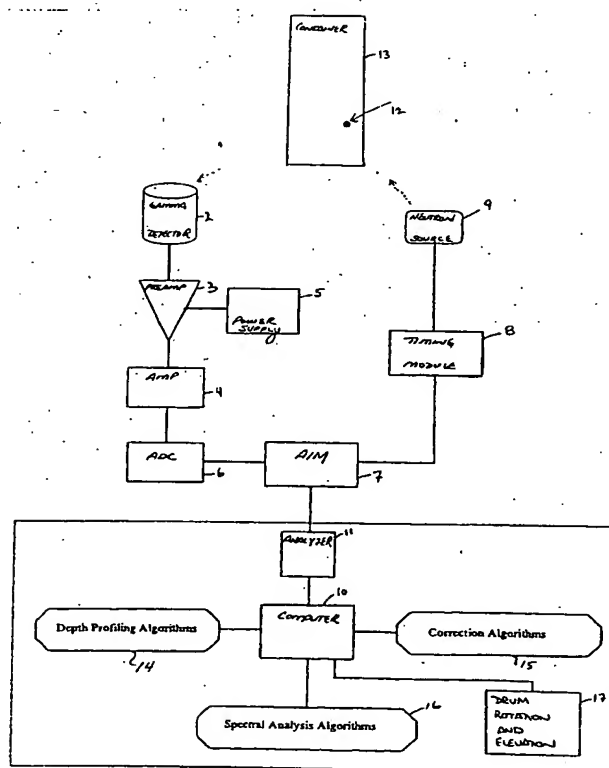 CONTAINER
13
12
GAMMA
DETECTOR
2
NEUTRON
SOURCE
9
PREAMP
3
POWER
SUPPLY
5
TIMING
MODULE
8
AMP
4
ADC
6
AIM
7
ANALYZER
11
COMPUTER
10
Depth Profiling Algorithms
14
Correction Algorithms
15
Spectral Analysis Algorithms
16
DRUM
ROTATION
AND
ELEVATION
17